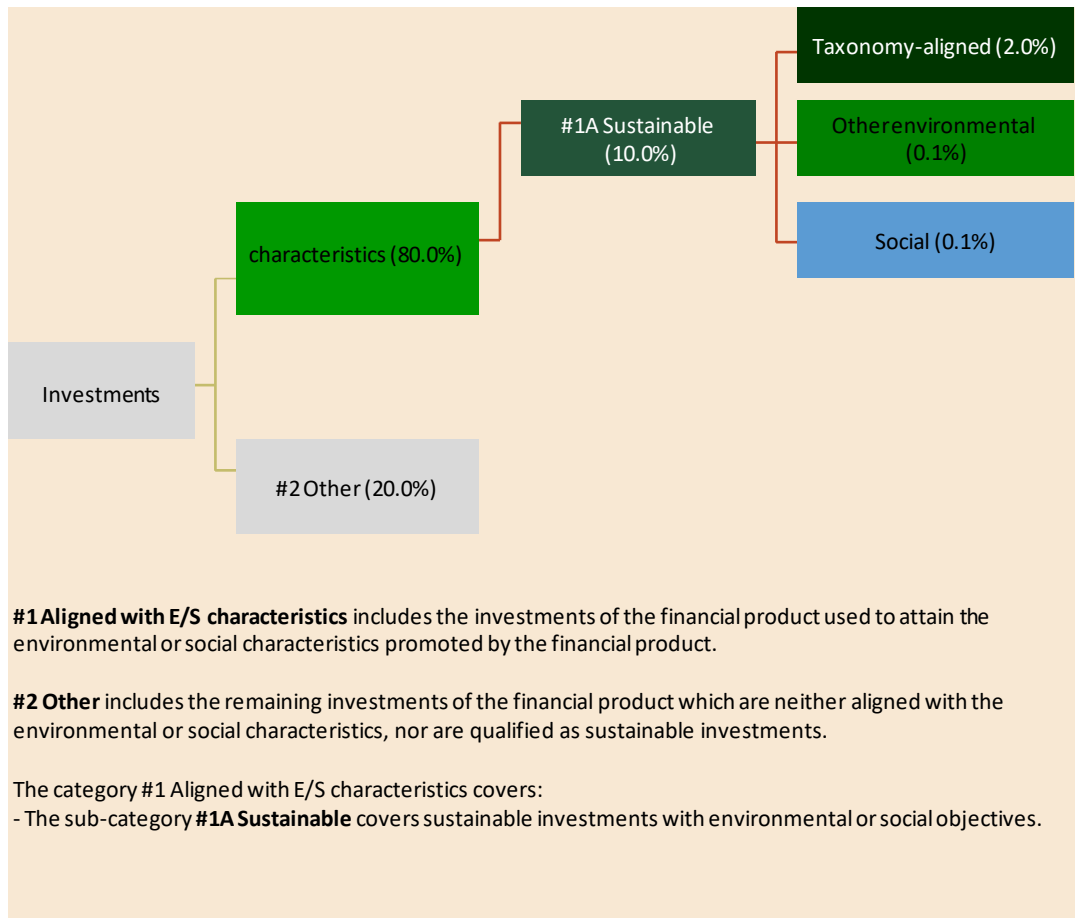 Taxonomy-aligned (2.0%)
#1A Sustainable
(10.0%)
Other environmental
(0.1%)
characteristics (80.0%)
Social (0.1%)
Investments
#2 Other (20.0%)
#1 Aligned with E/S characteristics includes the investments of the financial product used to attain the
environmental or social characteristics promoted by the financial product.
#2 Other includes the remaining investments of the financial product which are neither aligned with the
environmental or social characteristics, nor are qualified as sustainable investments.
The category #1 Aligned with E/S characteristics covers:
- The sub-category #1A Sustainable covers sustainable investments with environmental or social objectives.